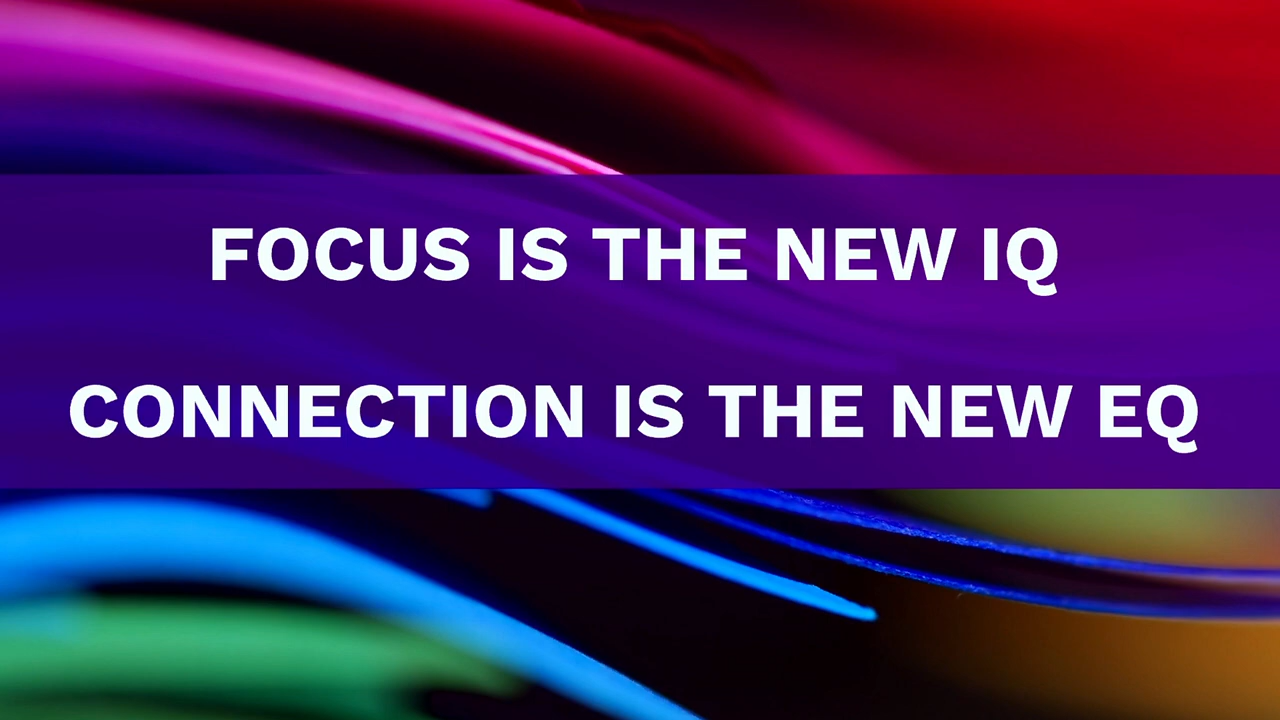 FOCUS IS THE NEW IQ
CONNECTION IS THE NEW EQ